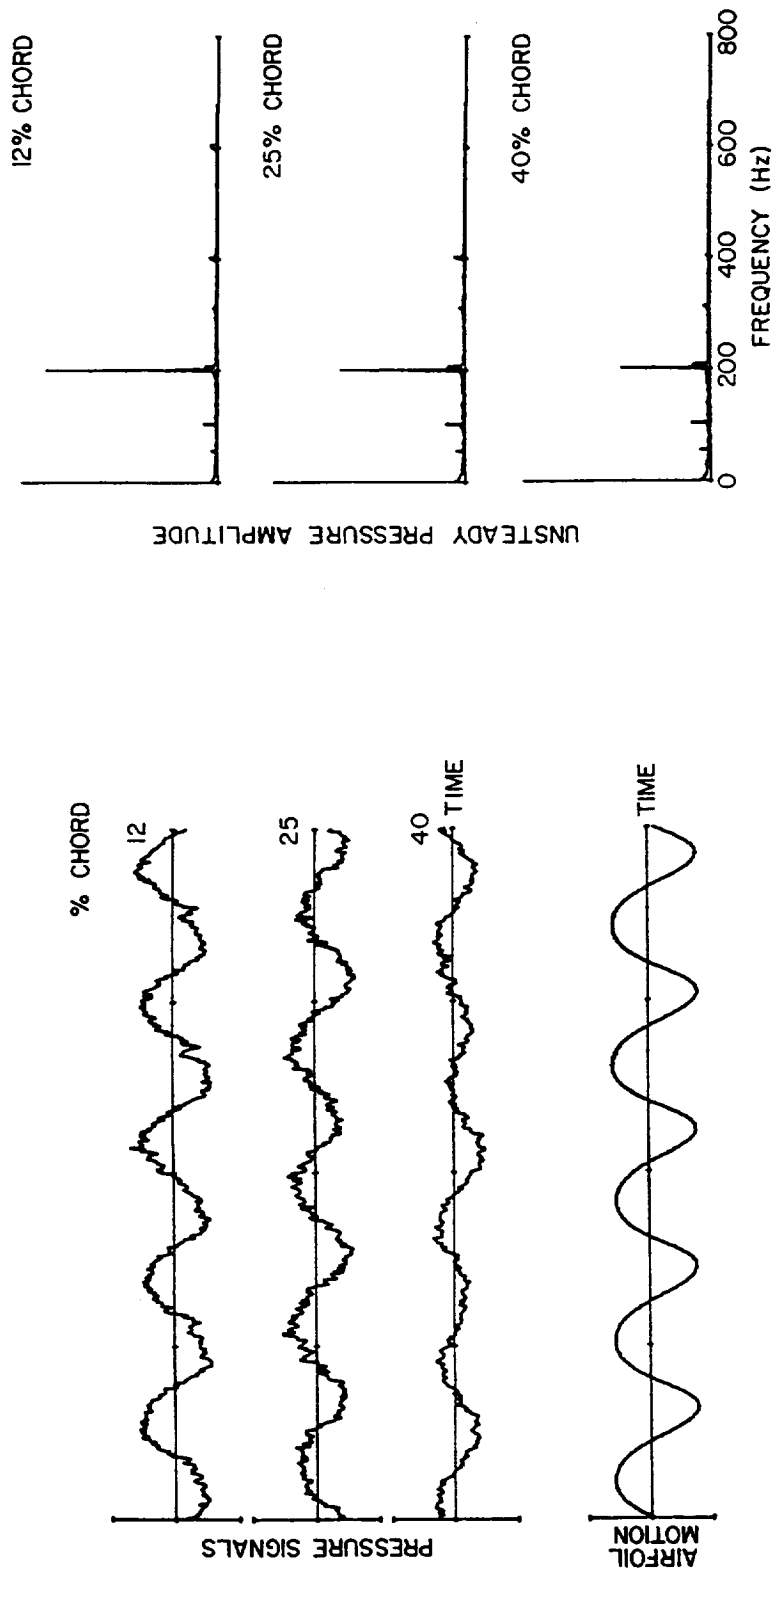 % CHORD
12
25
40
TIME
PRESSURE SIGNALS
TIME
AIRFOIL
MOTION
12% CHORD
25% CHORD
40% CHORD
UNSTEADY PRESSURE AMPLITUDE
0 200 400 600 800
FREQUENCY (Hz)